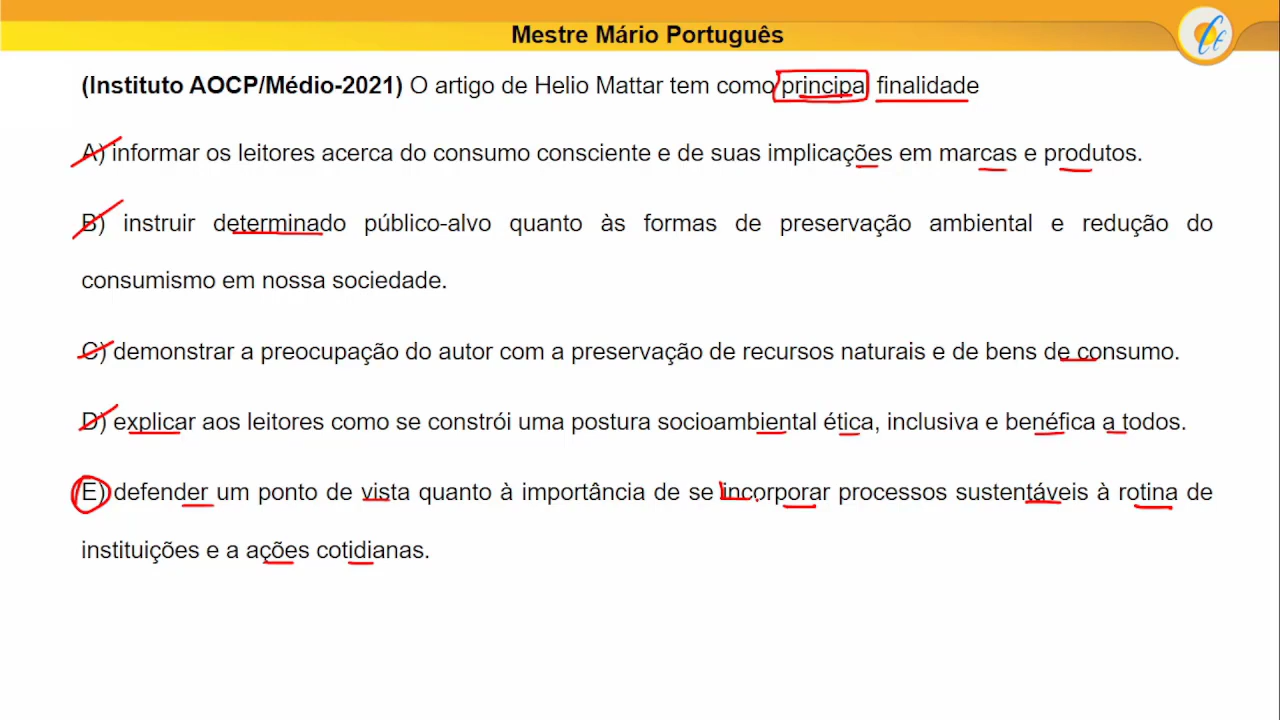 Mestre Mário Português
(Instituto AOCP/Médio-2021) O artigo de Helio Mattar tem como principal finalidade
A) informar os leitores acerca do consumo consciente e de suas implicações em marcas e produtos.
B) instruir determinado público-alvo quanto às formas de preservação ambiental e redução do
consumismo em nossa sociedade.
C) demonstrar a preocupação do autor com a preservação de recursos naturais e de bens de consumo.
D) explicar aos leitores como se constrói uma postura socioambiental ética, inclusiva e benéfica a todos.
E) defender um ponto de vista quanto à importância de se incorporar processos sustentáveis à rotina de
instituições e a ações cotidianas.